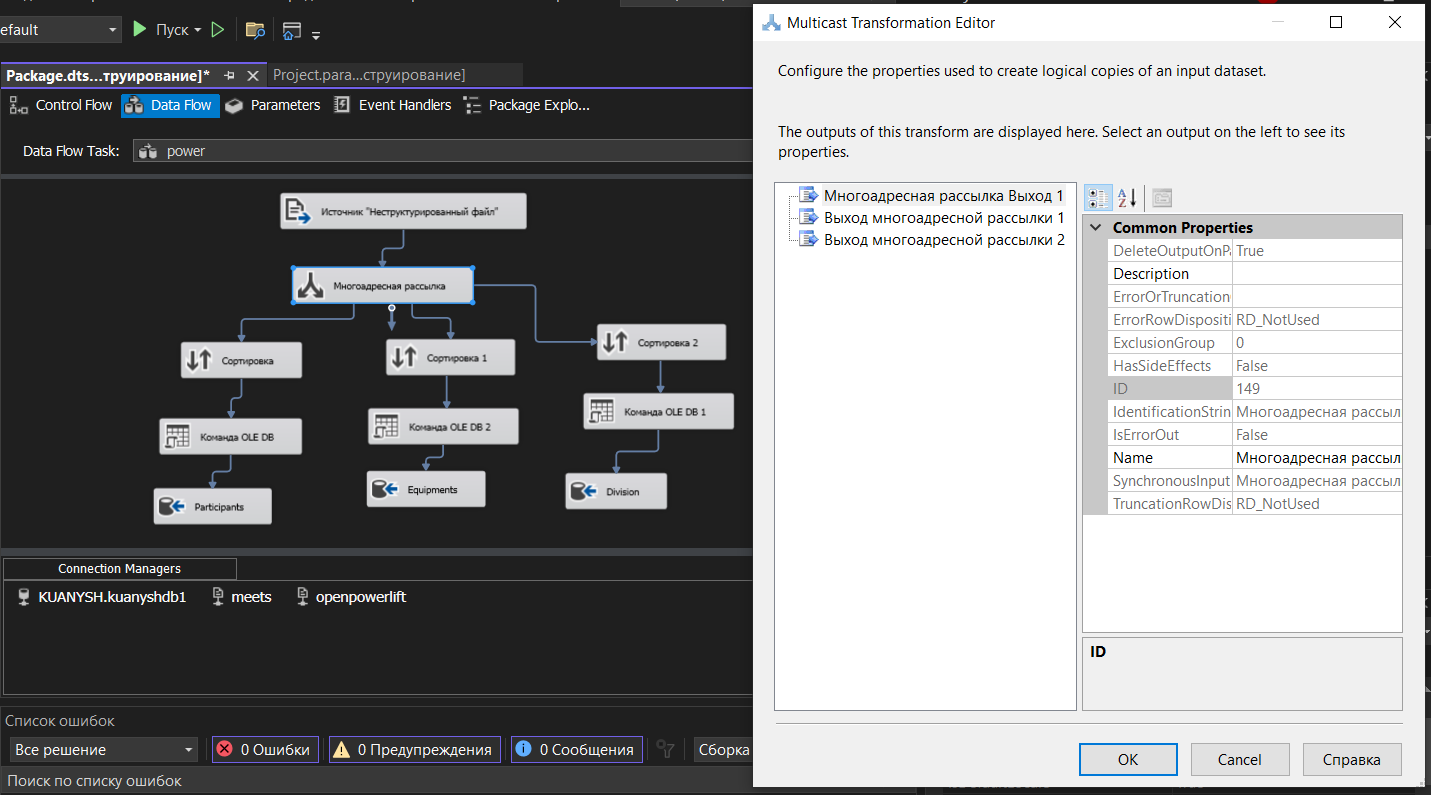 efault
Пуск
Package.dts...труирование]*
Project.para...струирование]
Control Flow
Data Flow
Parameters
Event Handlers
Package Explo...
Data Flow Task:
power
Источник "Неструктурированный файл"
Многоадресная рассылка
Сортировка
Сортировка 1
Сортировка 2
Команда OLE DB
Команда OLE DB 2
Команда OLE DB 1
Participants
Equipments
Division
Connection Managers
KUANYSH.kuanyshdb1
meets
openpowerlift
Список ошибок
Все решение
0 Ошибки
0 Предупреждения
0 Сообщения
Сборка
Поиск по списку ошибок
Multicast Transformation Editor
Configure the properties used to create logical copies of an input dataset.
The outputs of this transform are displayed here. Select an output on the left to see its
properties.
Многоадресная рассылка Выход 1
Выход многоадресной рассылки 1
Выход многоадресной рассылки 2
Common Properties
DeleteOutputOnPa True
Description
ErrorOrTruncation
ErrorRowDispositi RD_NotUsed
ExclusionGroup 0
HasSideEffects False
ID 149
IdentificationStrin Многоадресная рассыл
IsErrorOut False
Name Многоадресная рассыл
SynchronousInput Многоадресная рассыл
TruncationRowDis RD_NotUsed
ID
OK
Cancel
Справка